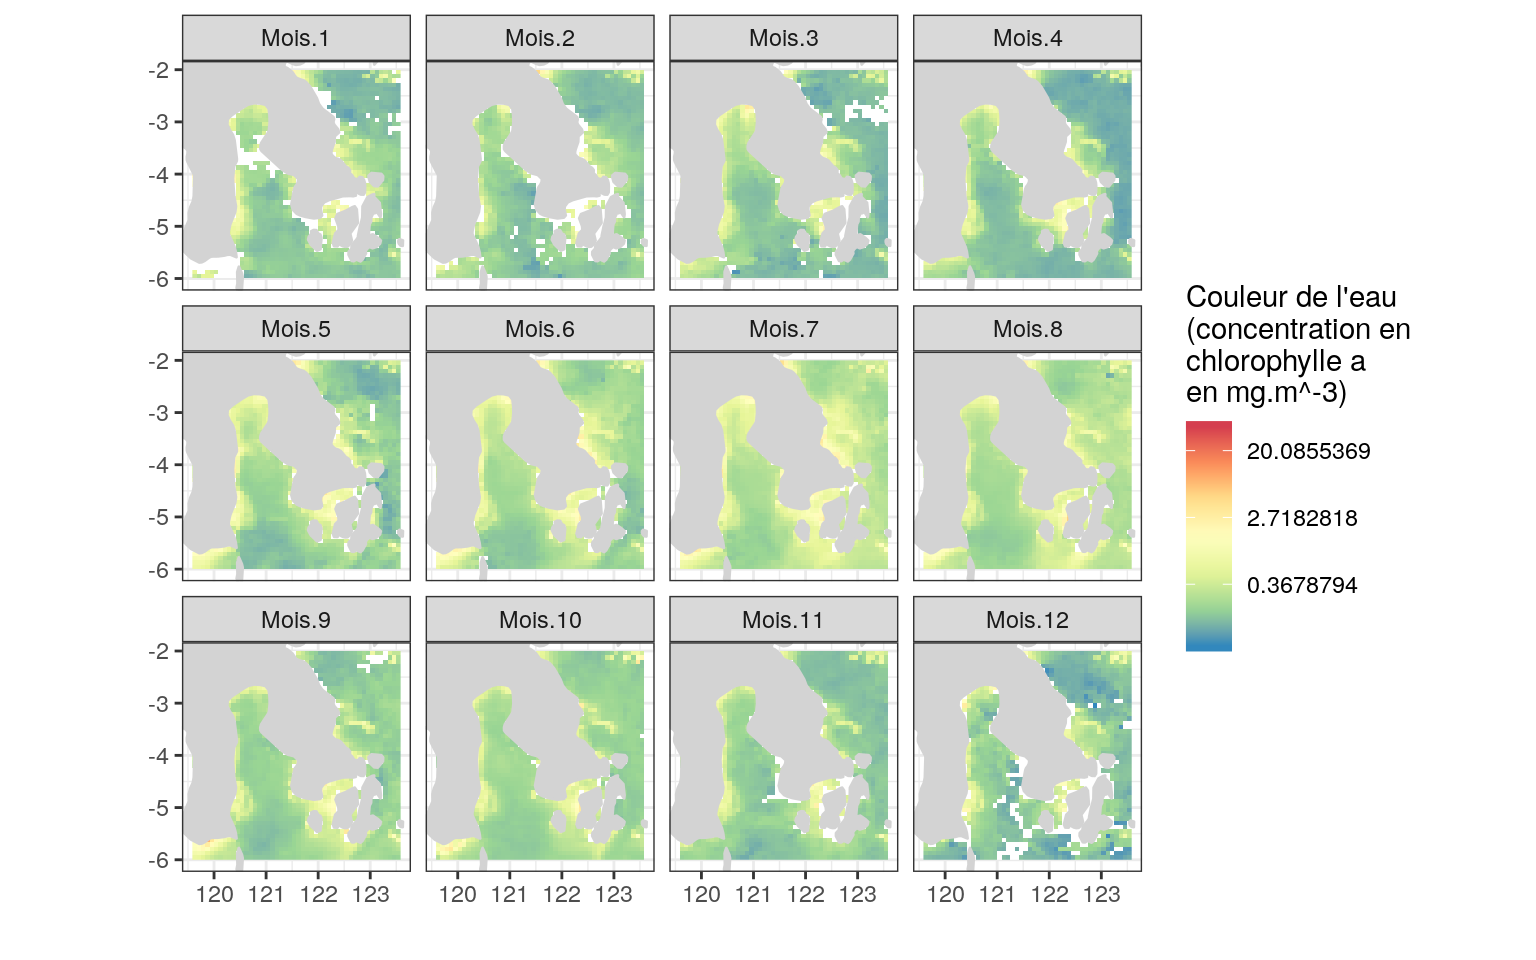 Mois.1 Mois.2 Mois.3 Mois.4
-2
-3
-4
-5
-6
Mois.5 Mois.6 Mois.7 Mois.8
-2
-3
-4
-5
-6
Mois.9 Mois.10 Mois.11 Mois.12
-2
-3
-4
-5
-6
120 121 122 123 120 121 122 123 120 121 122 123 120 121 122 123
Couleur de l'eau
(concentration en
chlorophylle a
en mg.m^-3)
20.0855369
2.7182818
0.3678794